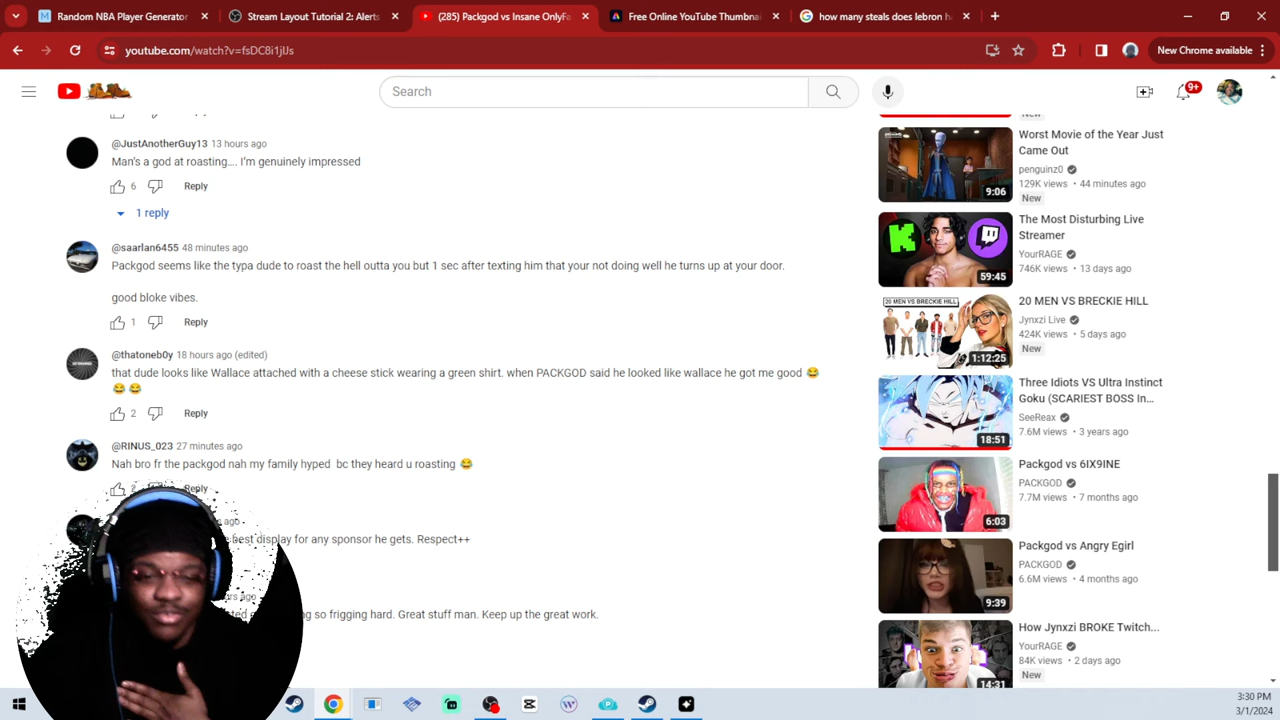 Random NBA Player Generator
Stream Layout Tutorial 2: Alerts
(285) Packgod vs Insane OnlyFa
Free Online YouTube Thumbnai
how many steals does lebron h
youtube.com/watch?v=fsDC8i1jIJs
New Chrome available
Search
9+
@JustAnotherGuy13 13 hours ago
Man's a god at roasting.... I'm genuinely impressed
6 Reply
1 reply
@saarlan6455 48 minutes ago
Packgod seems like the typa dude to roast the hell outta you but 1 sec after texting him that your not doing well he turns up at your door.
good bloke vibes.
1 Reply
@thatoneb0y 18 hours ago (edited)
that dude looks like Wallace attached with a cheese stick wearing a green shirt. when PACKGOD said he looked like wallace he got me good 😂
😂😂
2 Reply
@RINUS_023 27 minutes ago
Nah bro fr the packgod nah my family hyped bc they heard u roasting 😂
2 Reply
ago
best display for any sponsor he gets. Respect++
ago
so frigging hard. Great stuff man. Keep up the great work.
New
Worst Movie of the Year Just
Came Out
penguinz0
129K views • 44 minutes ago
New
9:06
The Most Disturbing Live
Streamer
YourRAGE
746K views • 13 days ago
59:45
20 MEN VS BRECKIE HILL
20 MEN VS BRECKIE HILL
Jynxzi Live
424K views • 5 days ago
New
1:12:25
Three Idiots VS Ultra Instinct
Goku (SCARIEST BOSS In...
SeeReax
7.6M views • 3 years ago
18:51
Packgod vs 6IX9INE
PACKGOD
7.7M views • 7 months ago
6:03
Packgod vs Angry Egirl
PACKGOD
6.6M views • 4 months ago
9:39
How Jynxzi BROKE Twitch...
YourRAGE
84K views • 2 days ago
New
14:31
3:30 PM
3/1/2024